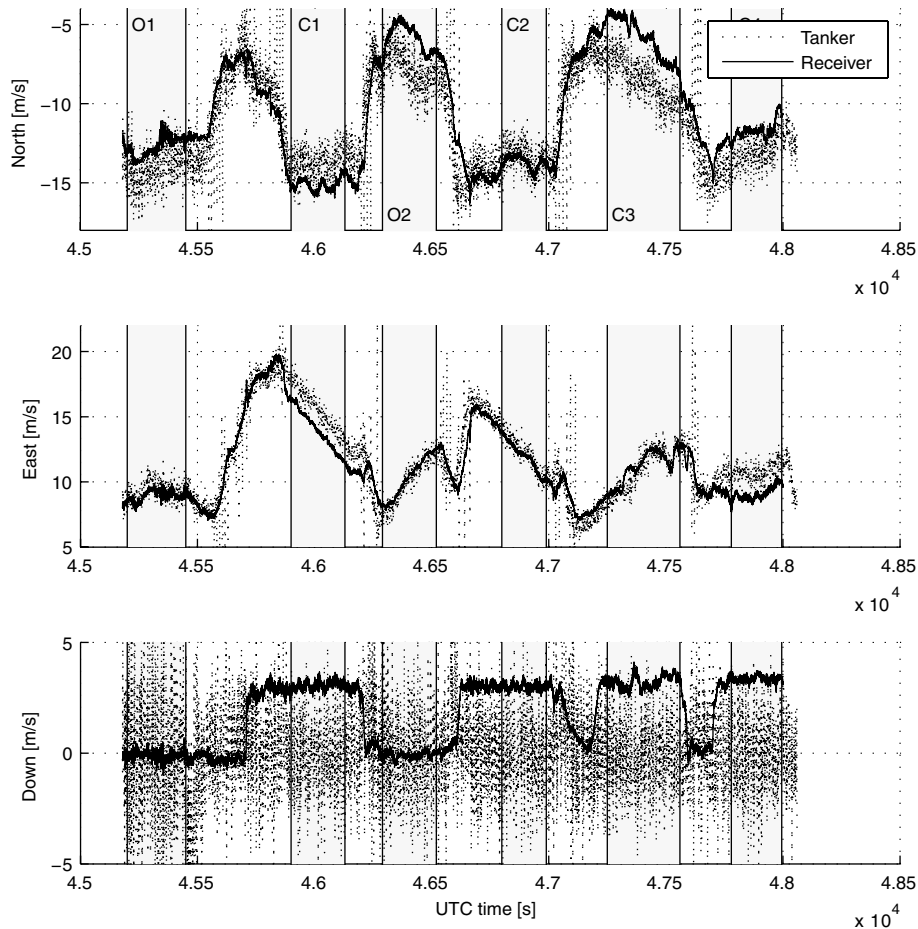 −5
−10
−15
North [m/s]
O1
C1
O2
C2
C3
Tanker
Receiver
4.5
4.55
4.6
4.65
4.7
4.75
4.8
4.85
x 10^4
20
15
10
5
East [m/s]
4.5
4.55
4.6
4.65
4.7
4.75
4.8
4.85
x 10^4
5
0
−5
Down [m/s]
4.5
4.55
4.6
4.65
4.7
4.75
4.8
4.85
UTC time [s]
x 10^4